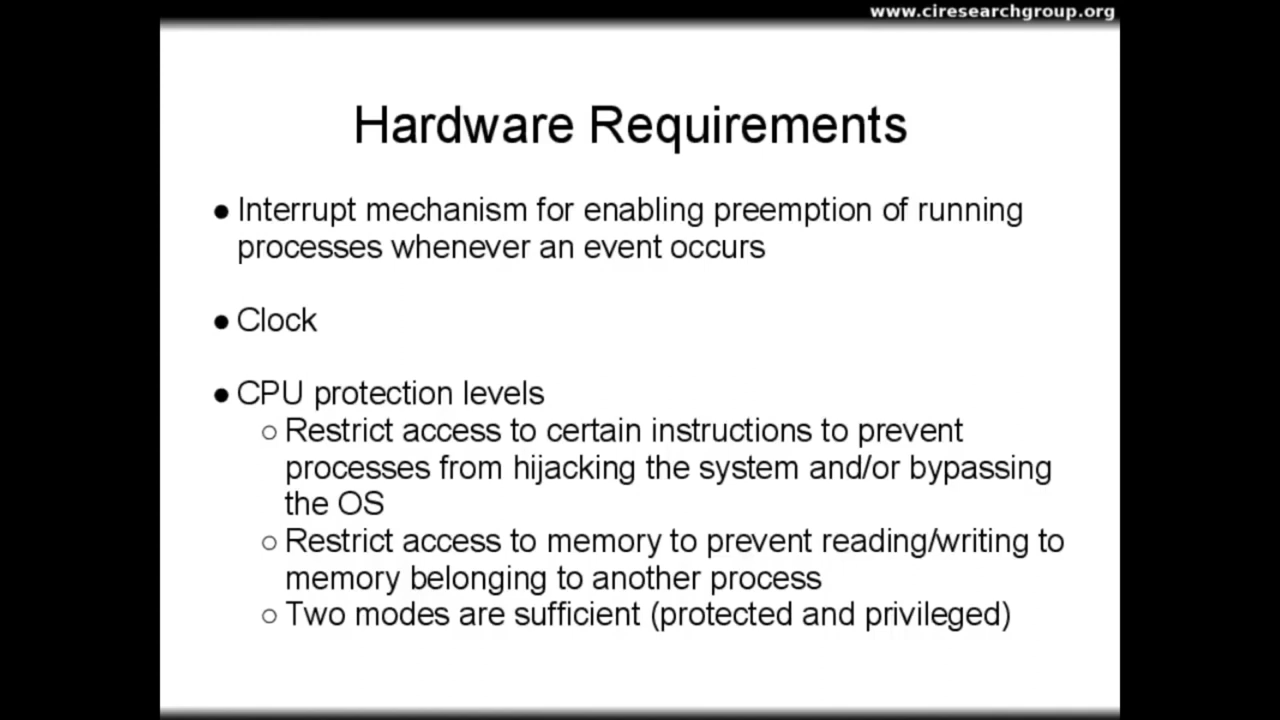 www.ciresearchgroup.org
Hardware Requirements
● Interrupt mechanism for enabling preemption of running
processes whenever an event occurs
● Clock
● CPU protection levels
○ Restrict access to certain instructions to prevent
processes from hijacking the system and/or bypassing
the OS
○ Restrict access to memory to prevent reading/writing to
memory belonging to another process
○ Two modes are sufficient (protected and privileged)